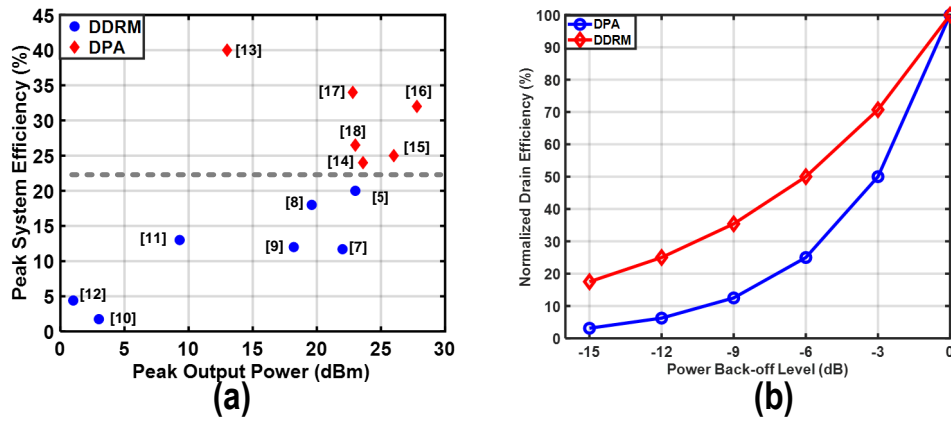 DDRM
DPA
45
40
35
30
25
20
15
10
5
0
Peak System Efficiency (%)
[13]
[17]
[16]
[18]
[14]
[15]
[5]
[8]
[9]
[7]
[11]
[12]
[10]
0 5 10 15 20 25 30
Peak Output Power (dBm)
(a)
DPA
DDRM
100
90
80
70
60
50
40
30
20
10
0
Normalized Drain Efficiency (%)
-15 -12 -9 -6 -3 0
Power Back-off Level (dB)
(b)